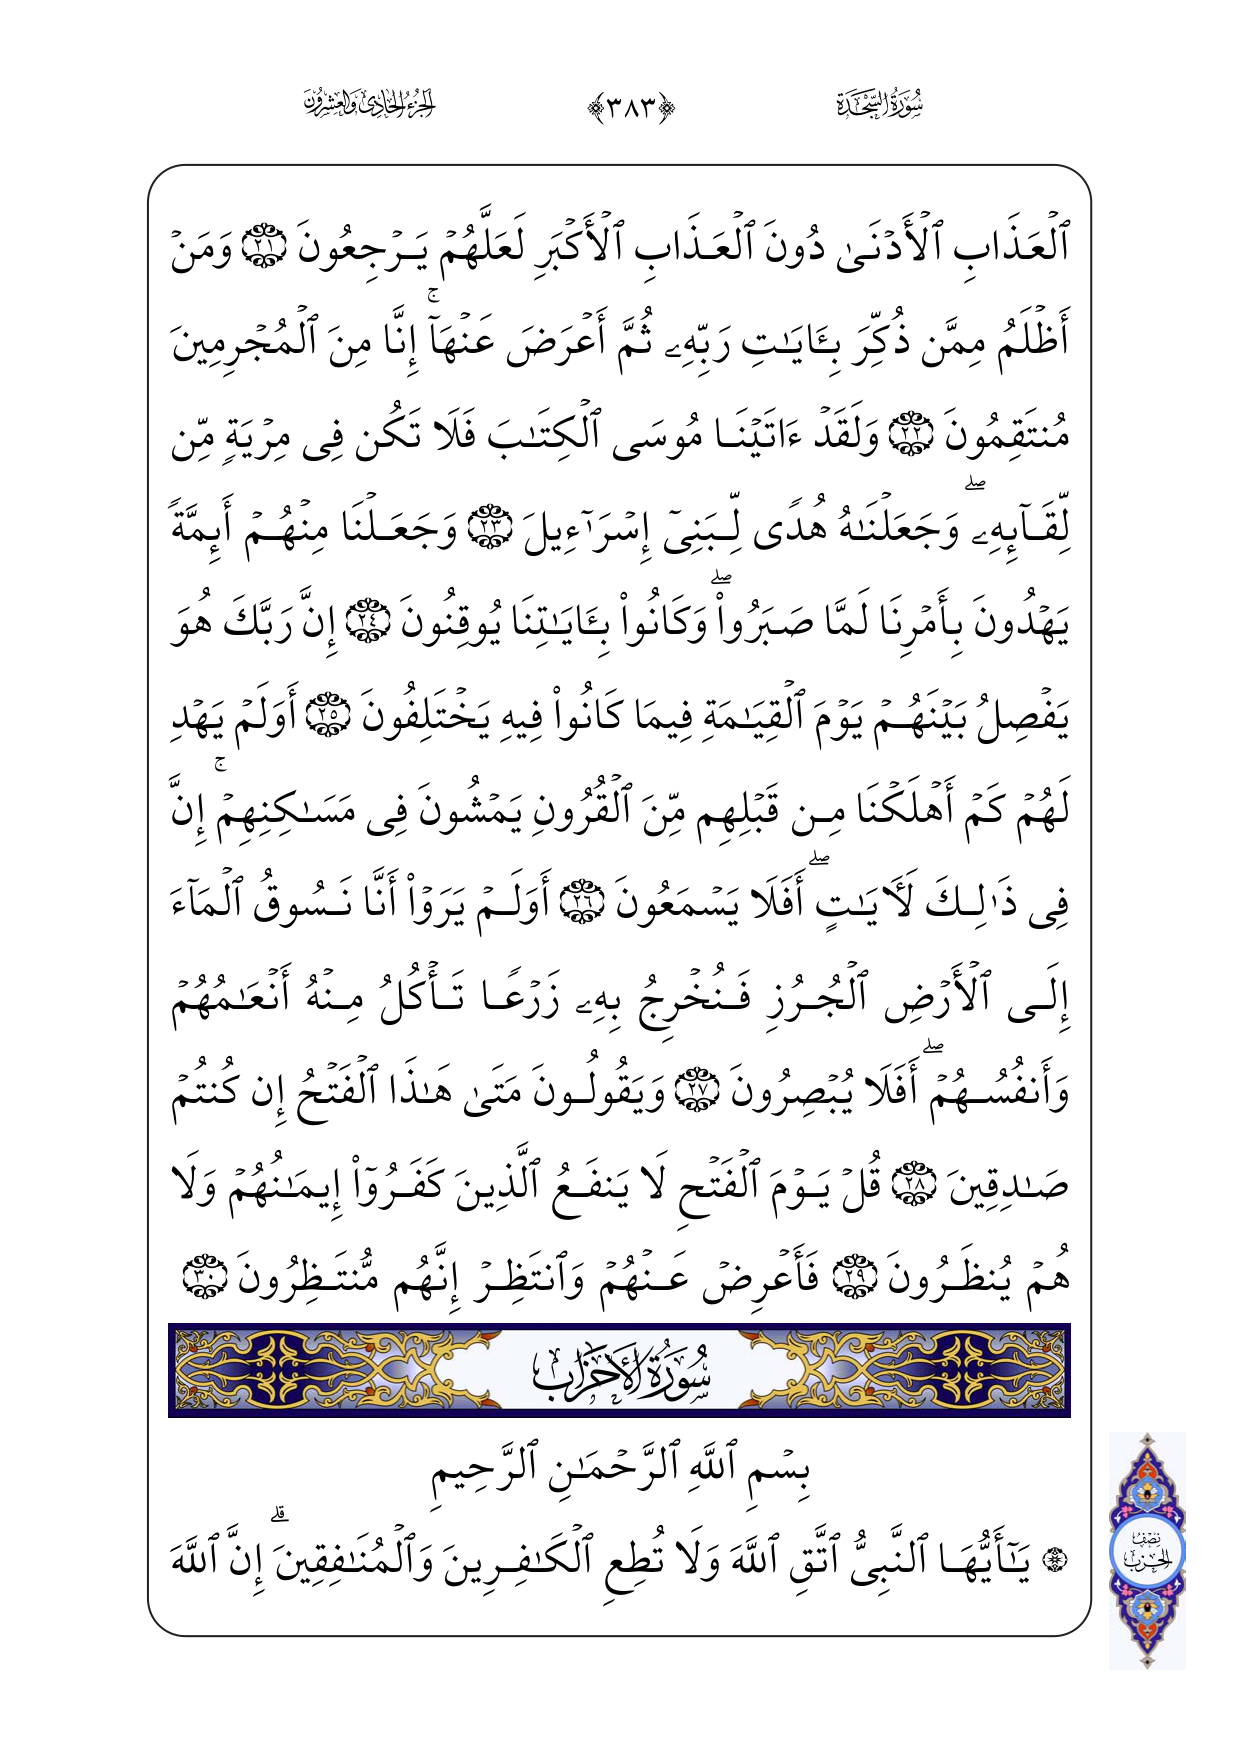 سُورَةُ السَّجۡدَةِ
﴿٣٨٣﴾
الجُزْءُ الحَادِي وَالعِشْرُونَ
ٱلۡعَذَابِ ٱلۡأَدۡنَىٰ دُونَ ٱلۡعَذَابِ ٱلۡأَكۡبَرِ لَعَلَّهُمۡ يَرۡجِعُونَ ٢١ وَمَنۡ
أَظۡلَمُ مِمَّن ذُكِّرَ بِـَٔايَٰتِ رَبِّهِۦ ثُمَّ أَعۡرَضَ عَنۡهَآۚ إِنَّا مِنَ ٱلۡمُجۡرِمِينَ
مُنتَقِمُونَ ٢٢ وَلَقَدۡ ءَاتَيۡنَا مُوسَى ٱلۡكِتَٰبَ فَلَا تَكُن فِي مِرۡيَةٖ مِّن
لِّقَآئِهِۦۖ وَجَعَلۡنَٰهُ هُدٗى لِّبَنِيٓ إِسۡرَٰٓءِيلَ ٢٣ وَجَعَلۡنَا مِنۡهُمۡ أَئِمَّةٗ
يَهۡدُونَ بِأَمۡرِنَا لَمَّا صَبَرُواْۖ وَكَانُواْ بِـَٔايَٰتِنَا يُوقِنُونَ ٢٤ إِنَّ رَبَّكَ هُوَ
يَفۡصِلُ بَيۡنَهُمۡ يَوۡمَ ٱلۡقِيَٰمَةِ فِيمَا كَانُواْ فِيهِ يَخۡتَلِفُونَ ٢٥ أَوَلَمۡ يَهۡدِ
لَهُمۡ كَمۡ أَهۡلَكۡنَا مِن قَبۡلِهِم مِّنَ ٱلۡقُرُونِ يَمۡشُونَ فِي مَسَٰكِنِهِمۡۚ إِنَّ
فِي ذَٰلِكَ لَأٓيَٰتٍۖ أَفَلَا يَسۡمَعُونَ ٢٦ أَوَلَمۡ يَرَوۡاْ أَنَّا نَسُوقُ ٱلۡمَآءَ
إِلَى ٱلۡأَرۡضِ ٱلۡجُرُزِ فَنُخۡرِجُ بِهِۦ زَرۡعٗا تَأۡكُلُ مِنۡهُ أَنۡعَٰمُهُمۡ
وَأَنفُسُهُمۡۖ أَفَلَا يُبۡصِرُونَ ٢٧ وَيَقُولُونَ مَتَىٰ هَٰذَا ٱلۡفَتۡحُ إِن كُنتُمۡ
صَٰدِقِينَ ٢٨ قُلۡ يَوۡمَ ٱلۡفَتۡحِ لَا يَنفَعُ ٱلَّذِينَ كَفَرُوٓاْ إِيمَٰنُهُمۡ وَلَا
هُمۡ يُنظَرُونَ ٢٩ فَأَعۡرِضۡ عَنۡهُمۡ وَٱنتَظِرۡ إِنَّهُم مُّنتَظِرُونَ ٣٠
سُورَةُ الأَحۡزَابِ
بِسۡمِ ٱللَّهِ ٱلرَّحۡمَٰنِ ٱلرَّحِيمِ
۞ يَٰٓأَيُّهَا ٱلنَّبِيُّ ٱتَّقِ ٱللَّهَ وَلَا تُطِعِ ٱلۡكَٰفِرِينَ وَٱلۡمُنَٰفِقِينَۗ إِنَّ ٱللَّهَ
نِصْفُ
الحِزْبِ